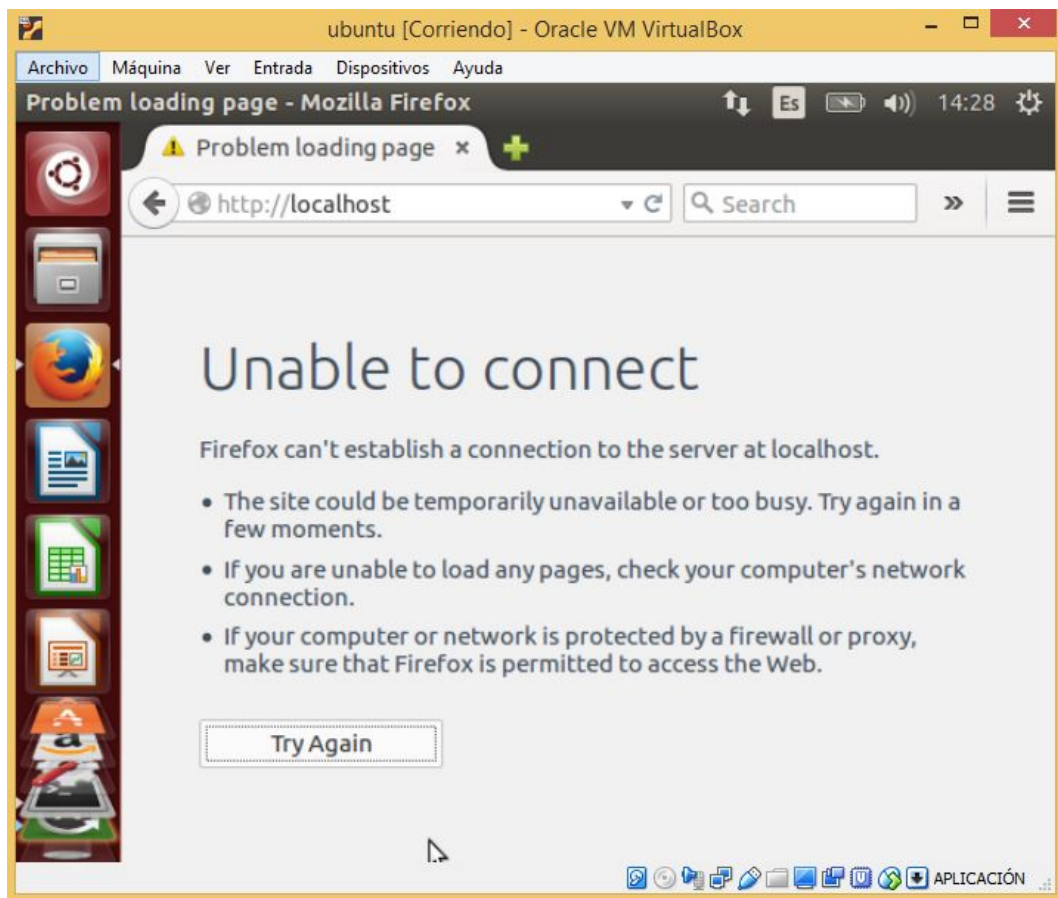 ubuntu [Corriendo] - Oracle VM VirtualBox
Archivo Máquina Ver Entrada Dispositivos Ayuda
Problem loading page - Mozilla Firefox
Es
14:28
Problem loading page
http://localhost
Search
Unable to connect
Firefox can't establish a connection to the server at localhost.
• The site could be temporarily unavailable or too busy. Try again in a
few moments.
• If you are unable to load any pages, check your computer's network
connection.
• If your computer or network is protected by a firewall or proxy,
make sure that Firefox is permitted to access the Web.
Try Again
APLICACIÓN